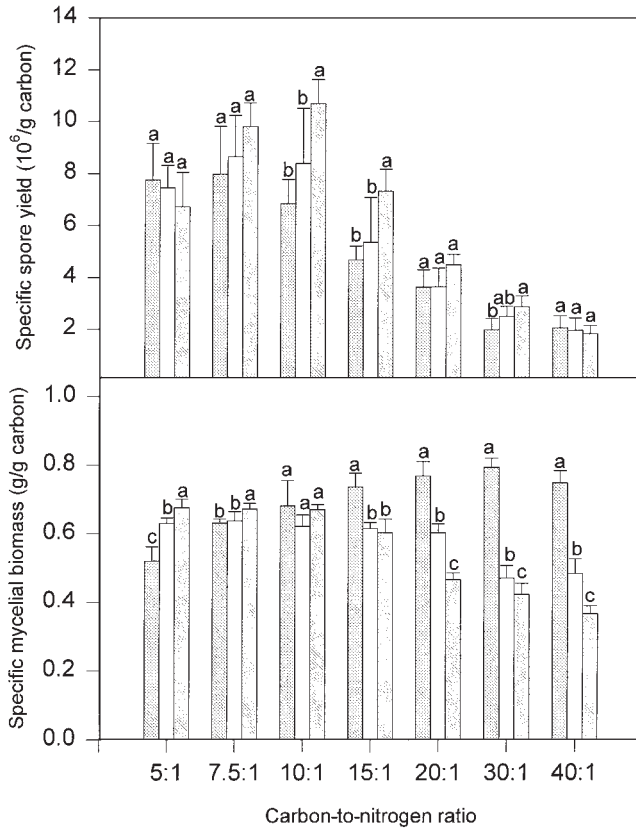 Specific spore yield (10⁶/g carbon)
14
12
10
8
6
4
2
a a a
a a a
b b a
b b a
a a a
b ab a
a a a
Specific mycelial biomass (g/g carbon)
1.0
0.8
0.6
0.4
0.2
0.0
c b a
b b a
a a a
a b b
a b c
a b c
a b c
5:1 7.5:1 10:1 15:1 20:1 30:1 40:1
Carbon-to-nitrogen ratio